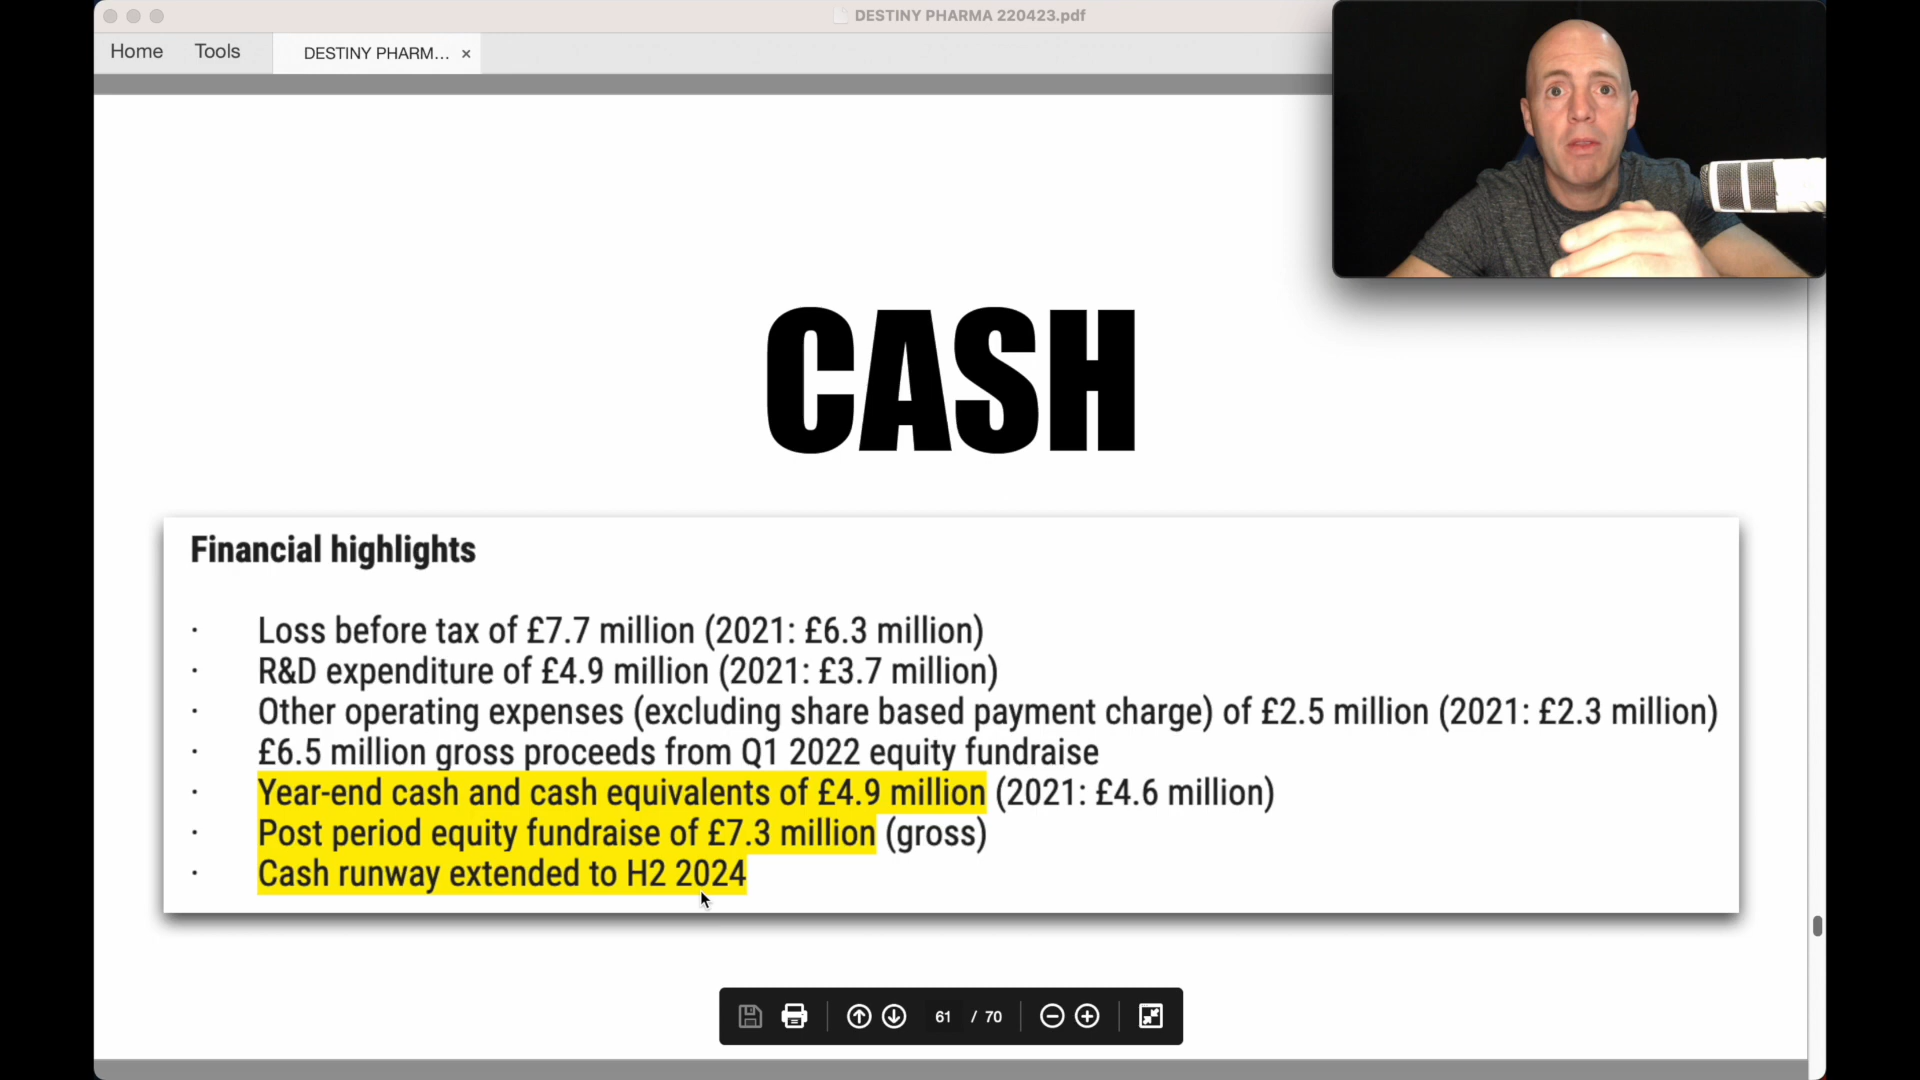 DESTINY PHARMA 220423.pdf
Home Tools DESTINY PHARM... ×
CASH
Financial highlights
· Loss before tax of £7.7 million (2021: £6.3 million)
· R&D expenditure of £4.9 million (2021: £3.7 million)
· Other operating expenses (excluding share based payment charge) of £2.5 million (2021: £2.3 million)
· £6.5 million gross proceeds from Q1 2022 equity fundraise
· Year-end cash and cash equivalents of £4.9 million (2021: £4.6 million)
· Post period equity fundraise of £7.3 million (gross)
· Cash runway extended to H2 2024
61 / 70